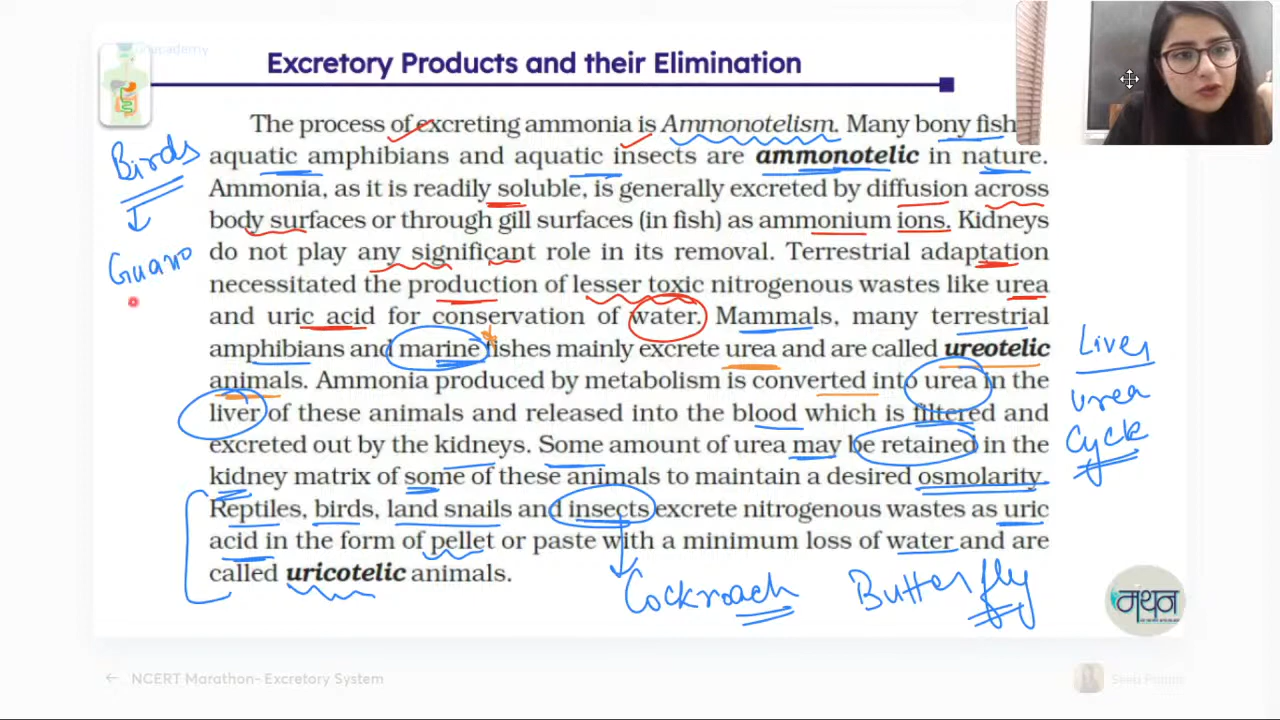 unacademy
Excretory Products and their Elimination
The process of excreting ammonia is Ammonotelism. Many bony fish
aquatic amphibians and aquatic insects are ammonotelic in nature.
Ammonia, as it is readily soluble, is generally excreted by diffusion across
body surfaces or through gill surfaces (in fish) as ammonium ions. Kidneys
do not play any significant role in its removal. Terrestrial adaptation
necessitated the production of lesser toxic nitrogenous wastes like urea
and uric acid for conservation of water. Mammals, many terrestrial
amphibians and marine fishes mainly excrete urea and are called ureotelic
animals. Ammonia produced by metabolism is converted into urea in the
liver of these animals and released into the blood which is filtered and
excreted out by the kidneys. Some amount of urea may be retained in the
kidney matrix of some of these animals to maintain a desired osmolarity.
Reptiles, birds, land snails and insects excrete nitrogenous wastes as uric
acid in the form of pellet or paste with a minimum loss of water and are
called uricotelic animals.
Birds
Guano
Liver
Urea
Cycle
Cockroach
Butterfly
मंथन
NCERT Marathon- Excretory System